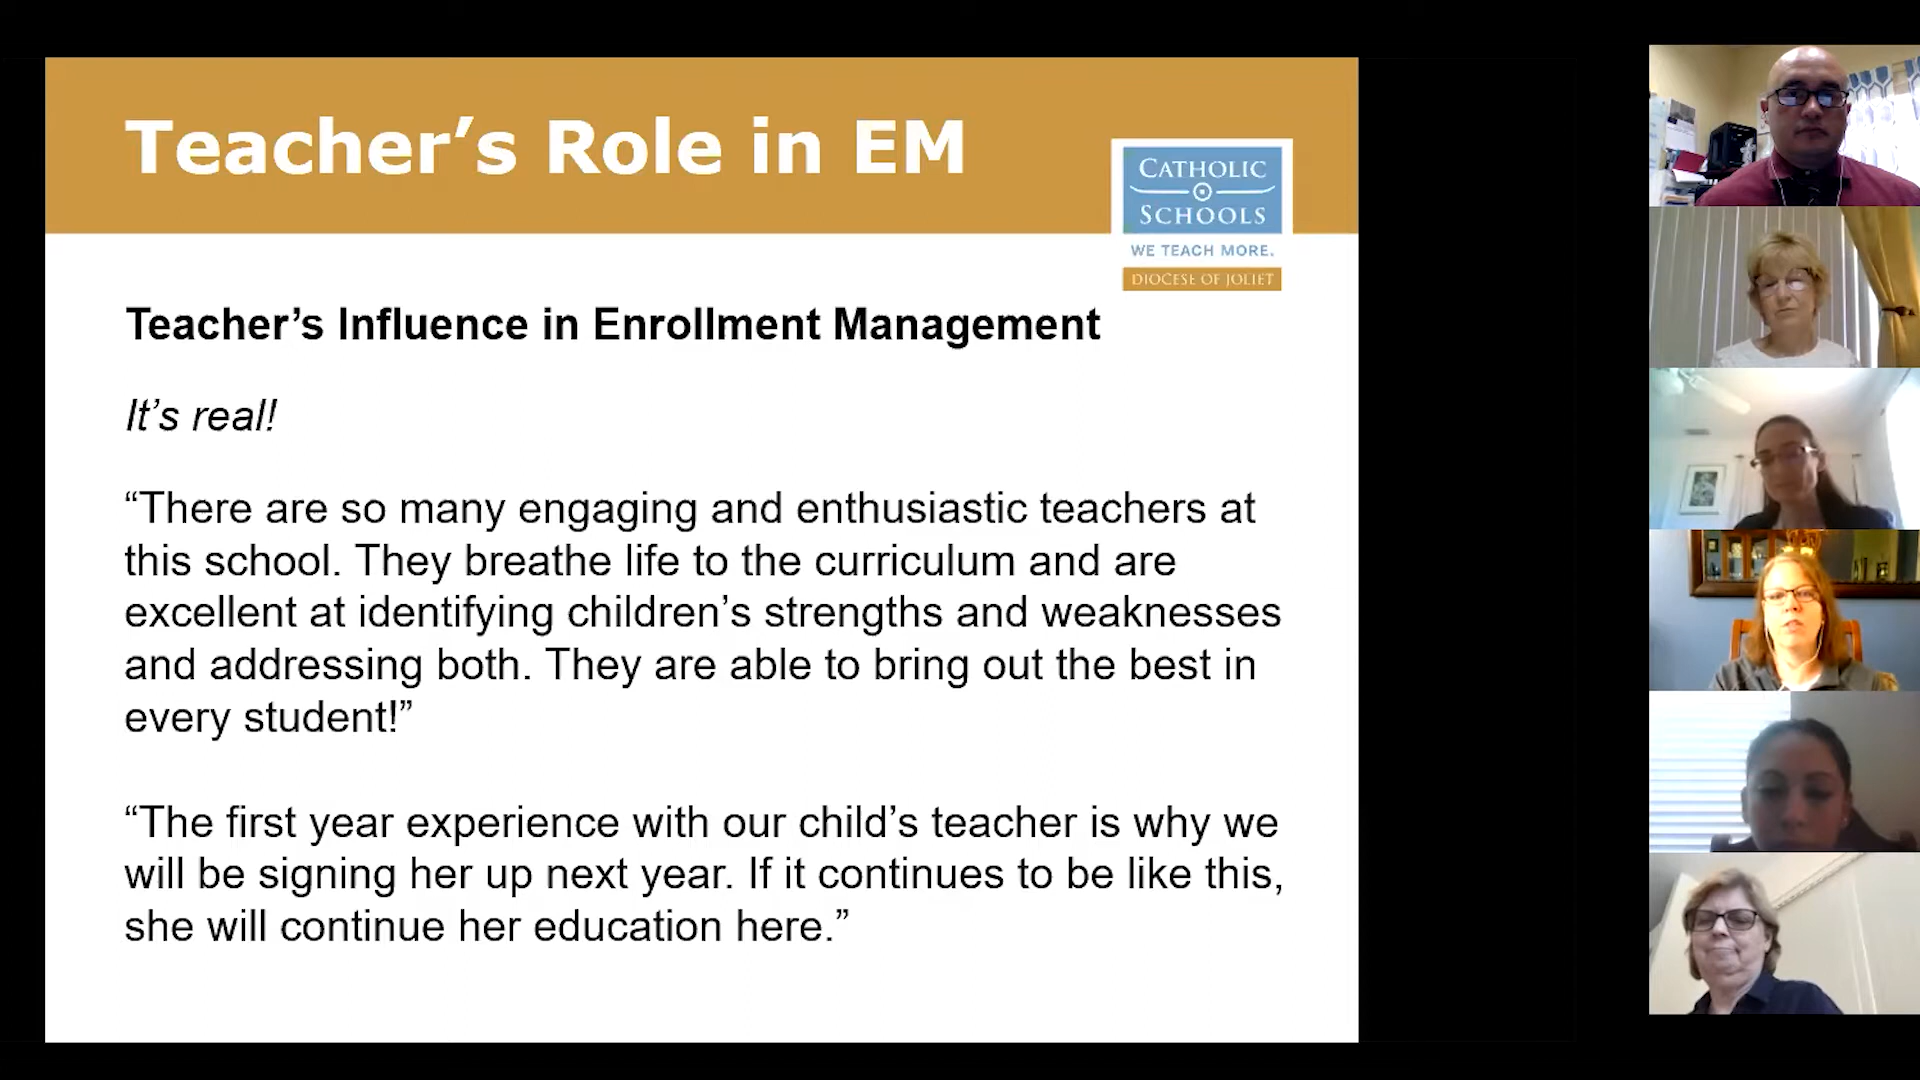 Teacher’s Role in EM
CATHOLIC
SCHOOLS
WE TEACH MORE.
DIOCESE OF JOLIET
Teacher’s Influence in Enrollment Management
It’s real!
“There are so many engaging and enthusiastic teachers at
this school. They breathe life to the curriculum and are
excellent at identifying children’s strengths and weaknesses
and addressing both. They are able to bring out the best in
every student!”
“The first year experience with our child’s teacher is why we
will be signing her up next year. If it continues to be like this,
she will continue her education here.”